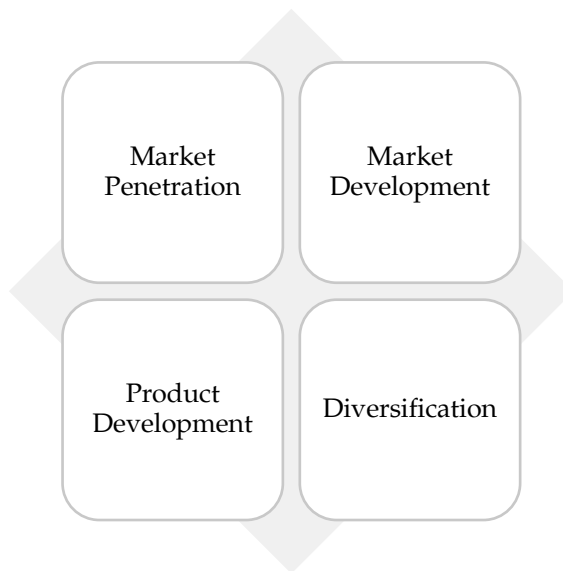 Market
Penetration
Market
Development
Product
Development
Diversification